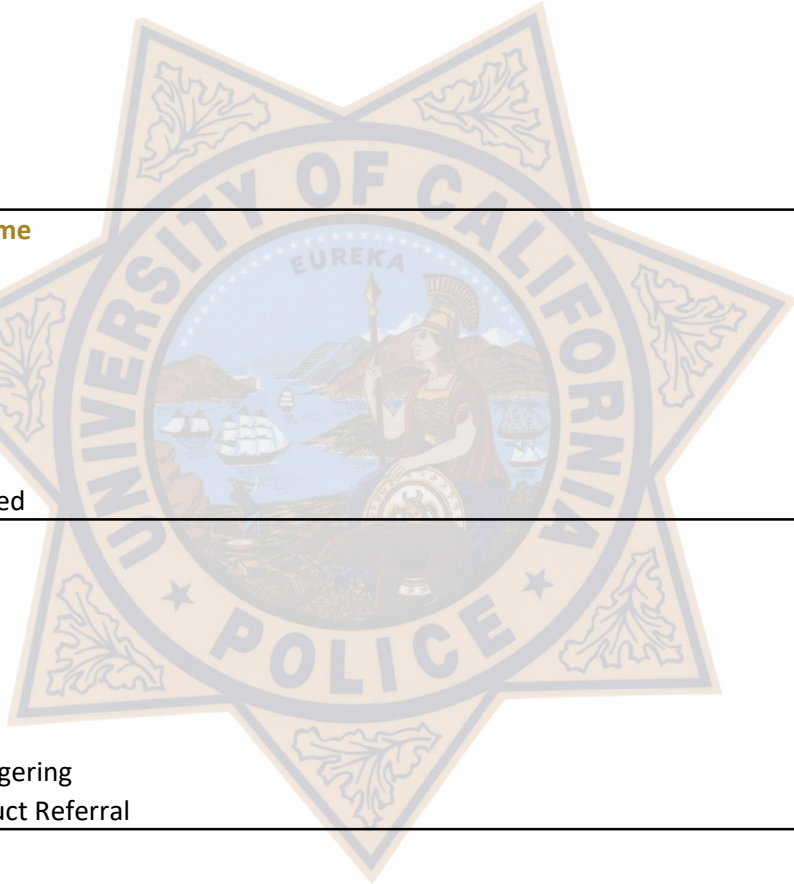 UNIVERSITY OF CALIFORNIA
me
EUREKA
ed
POLICE
gering
uct Referral